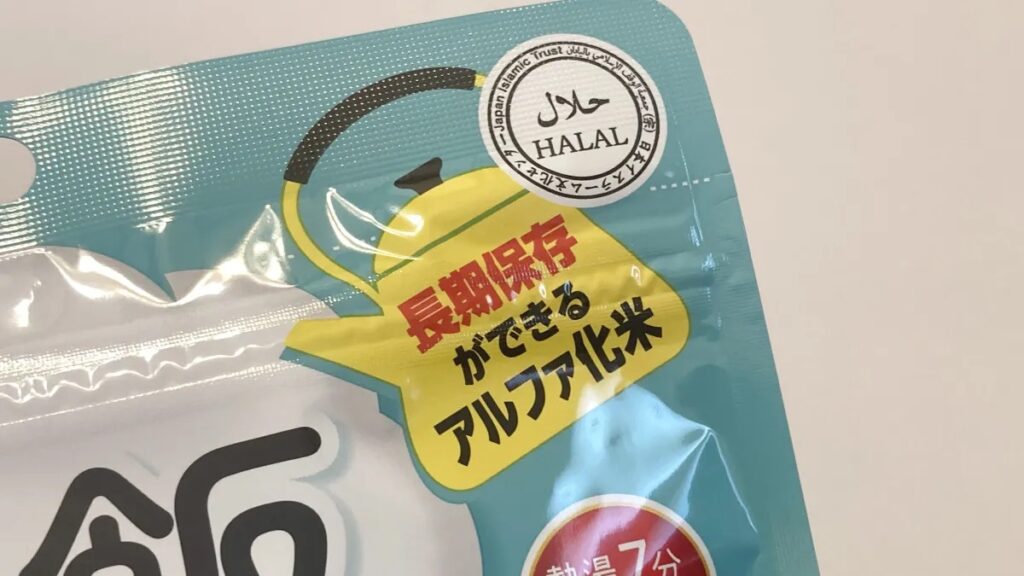 Japan Islamic Trust
حلال
HALAL
長期保存
ができる
アルファ化米
飯
熱湯7分